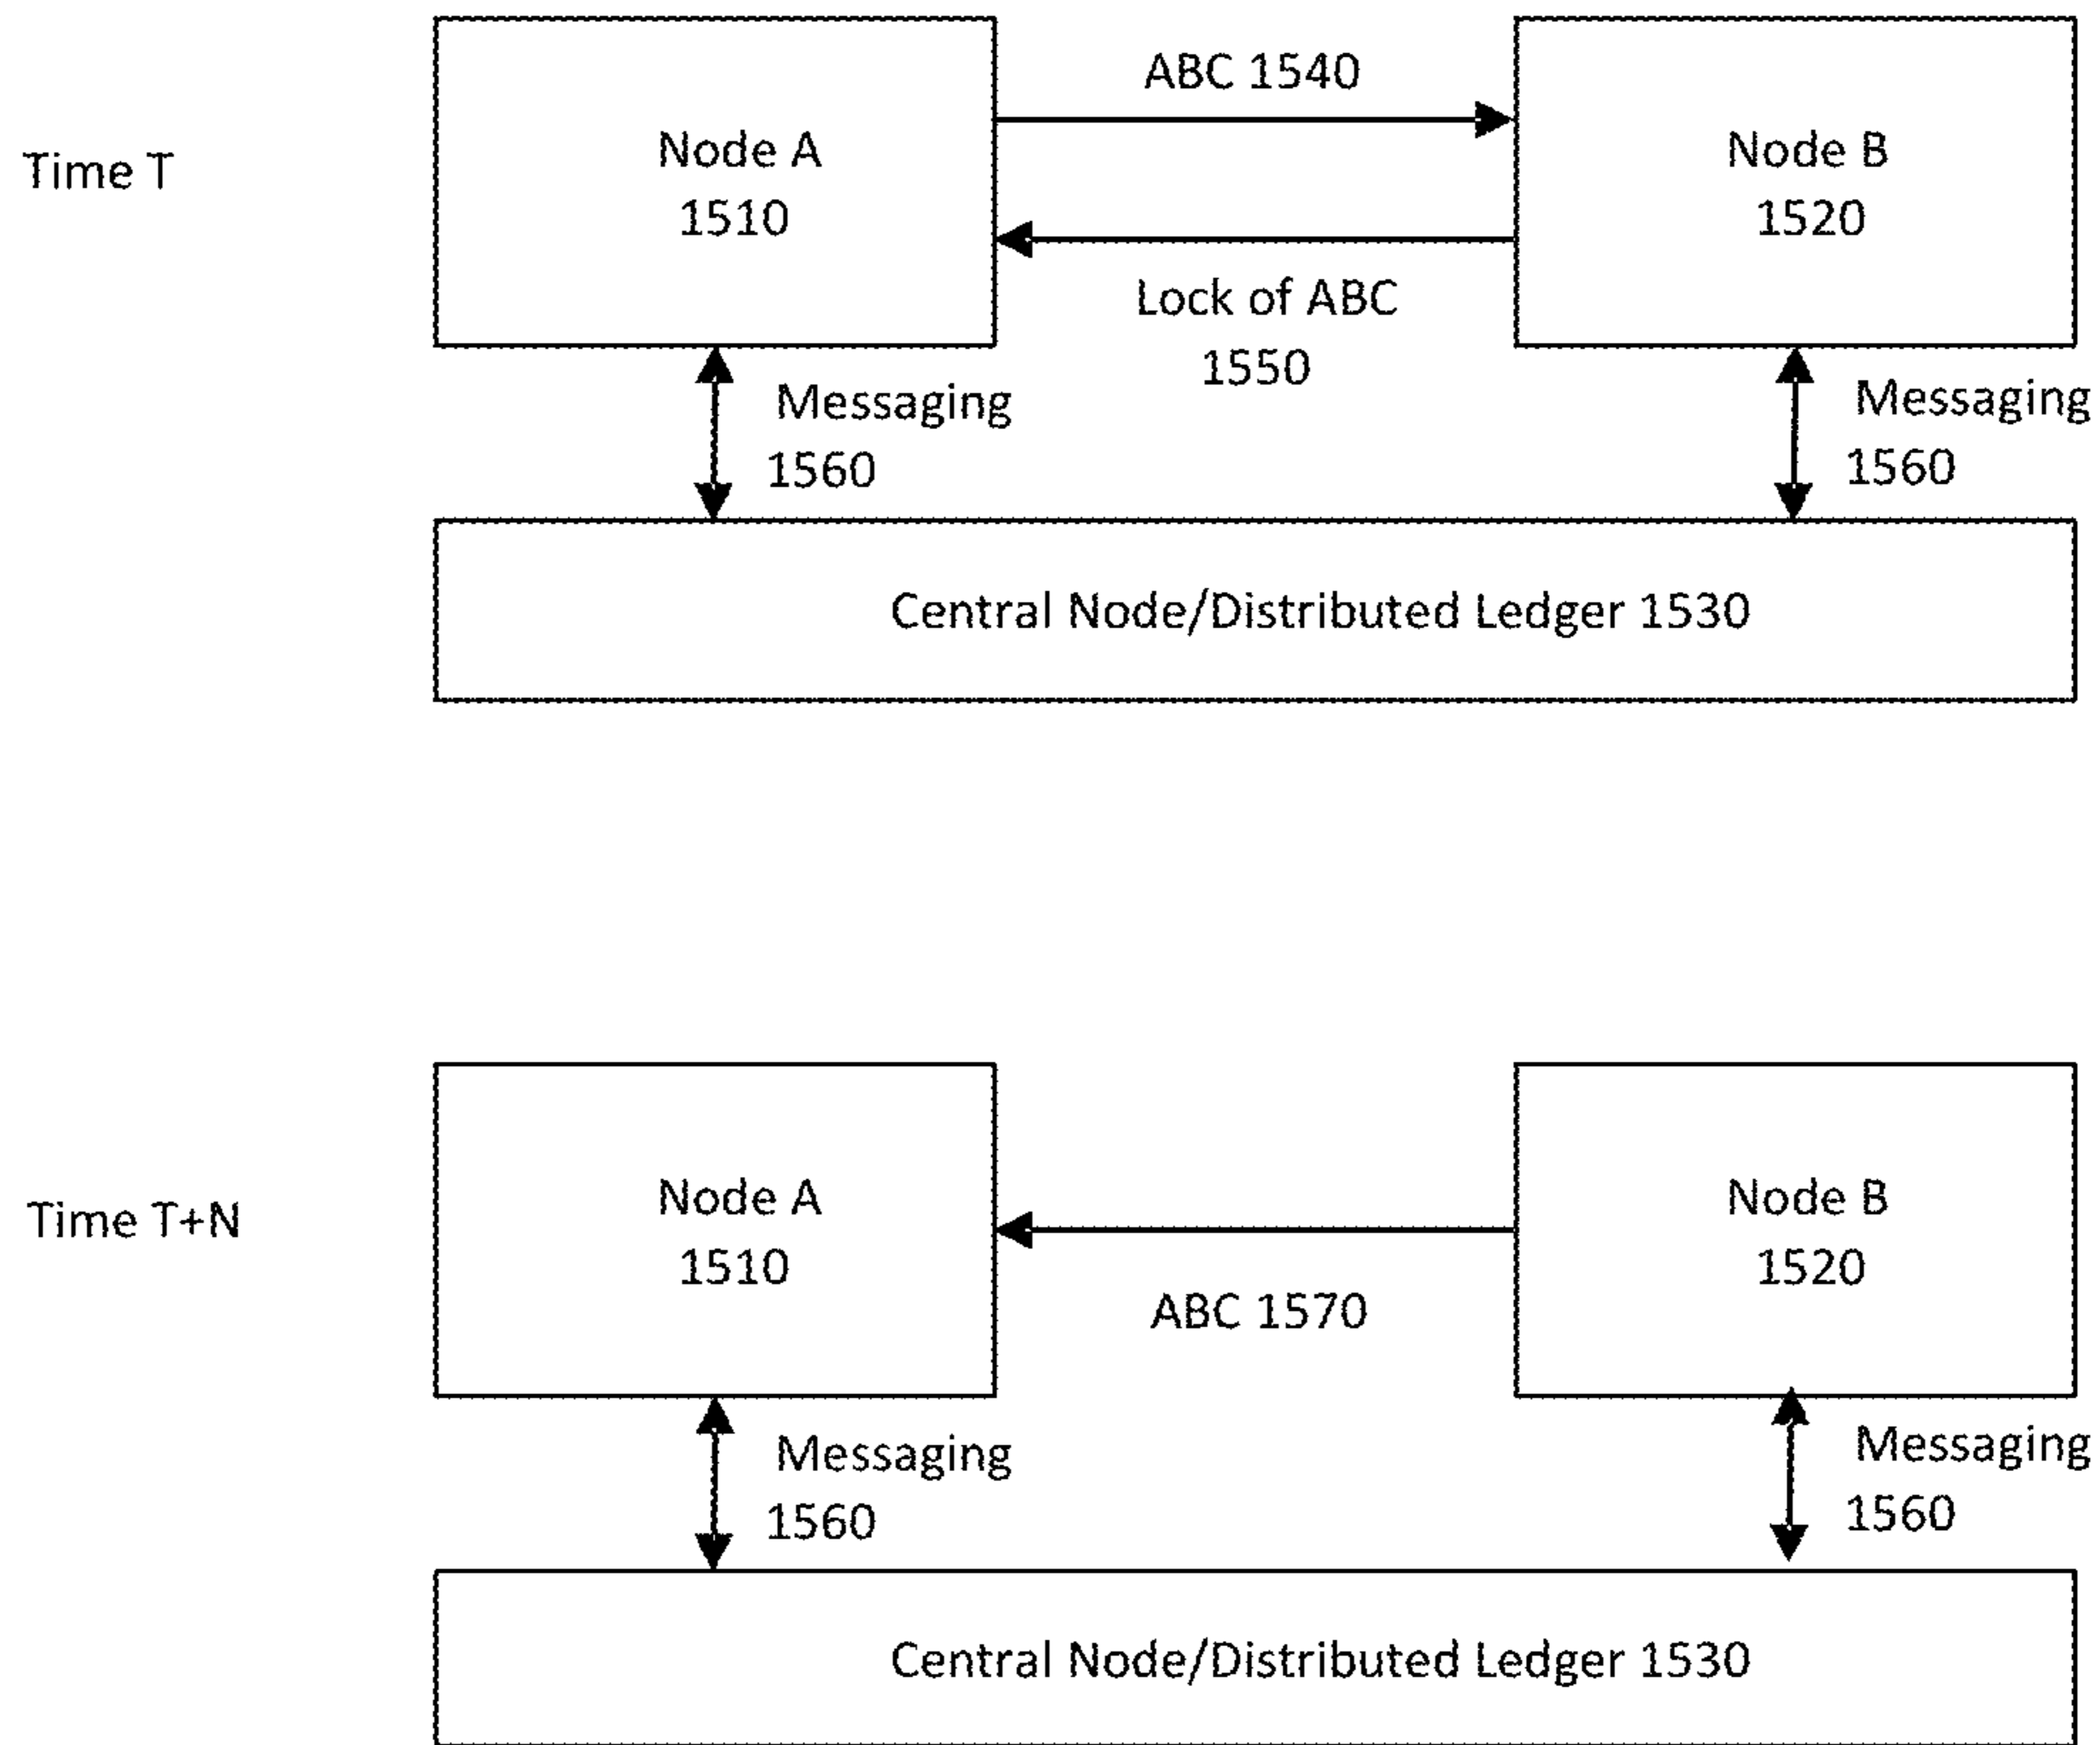 Time T
Node A
1510
ABC 1540
Lock of ABC
1550
Node B
1520
Messaging
1560
Messaging
1560
Central Node/Distributed Ledger 1530
Time T+N
Node A
1510
ABC 1570
Node B
1520
Messaging
1560
Messaging
1560
Central Node/Distributed Ledger 1530